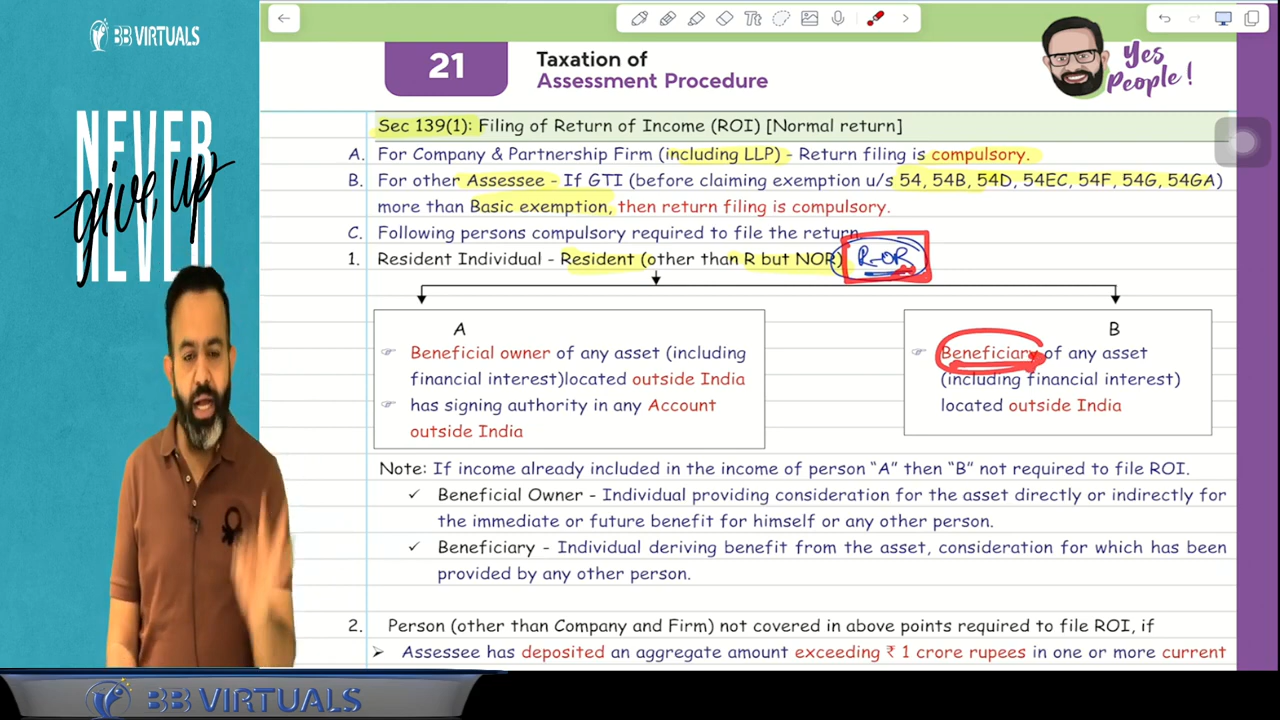 BB VIRTUALS
NEVER
give up
NEVER
Tt
21
Taxation of
Assessment Procedure
Yes
People!
Sec 139(1): Filing of Return of Income (ROI) [Normal return]
A. For Company & Partnership Firm (including LLP) - Return filing is compulsory.
B. For other Assessee - If GTI (before claiming exemption u/s 54, 54B, 54D, 54EC, 54F, 54G, 54GA)
more than Basic exemption, then return filing is compulsory.
C. Following persons compulsory required to file the return
1. Resident Individual - Resident (other than R but NOR) R-OR
A
☞ Beneficial owner of any asset (including
financial interest)located outside India
☞ has signing authority in any Account
outside India
B
☞ Beneficiary of any asset
(including financial interest)
located outside India
Note: If income already included in the income of person “A” then “B” not required to file ROI.
✓ Beneficial Owner - Individual providing consideration for the asset directly or indirectly for
the immediate or future benefit for himself or any other person.
✓ Beneficiary - Individual deriving benefit from the asset, consideration for which has been
provided by any other person.
2. Person (other than Company and Firm) not covered in above points required to file ROI, if
➢ Assessee has deposited an aggregate amount exceeding ₹ 1 crore rupees in one or more current
BB VIRTUALS